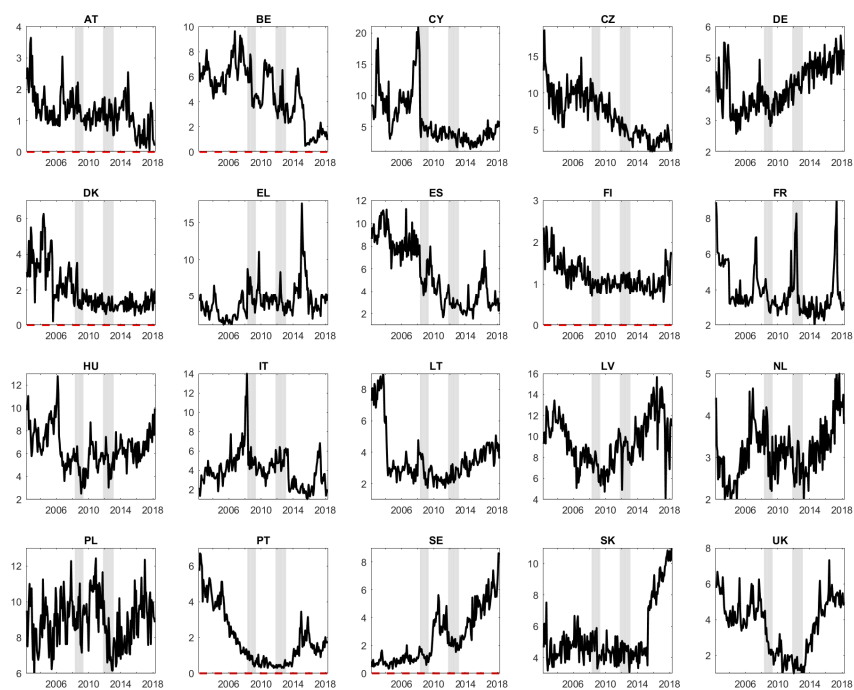 AT BE CY CZ DE
4 10 20 15 6
3 8 15 10 5
2 6 10 5 4
1 4 5 3
0 2 2
0
2006 2010 2014 2018 2006 2010 2014 2018 2006 2010 2014 2018 2006 2010 2014 2018 2006 2010 2014 2018
DK EL ES FI FR
6 15 12 3 8
4 10 10 2 6
2 5 8 1 4
0 6 0 2
4
2
2006 2010 2014 2018 2006 2010 2014 2018 2006 2010 2014 2018 2006 2010 2014 2018 2006 2010 2014 2018
HU IT LT LV NL
12 14 8 16 5
10 12 6 14 4
8 10 4 12 3
6 8 2 10 2
4 6 8
2 4 6
2 4
2006 2010 2014 2018 2006 2010 2014 2018 2006 2010 2014 2018 2006 2010 2014 2018 2006 2010 2014 2018
PL PT SE SK UK
12 6 8 10 8
10 4 6 8 6
8 2 4 6 4
6 0 2 4 2
0
2006 2010 2014 2018 2006 2010 2014 2018 2006 2010 2014 2018 2006 2010 2014 2018 2006 2010 2014 2018